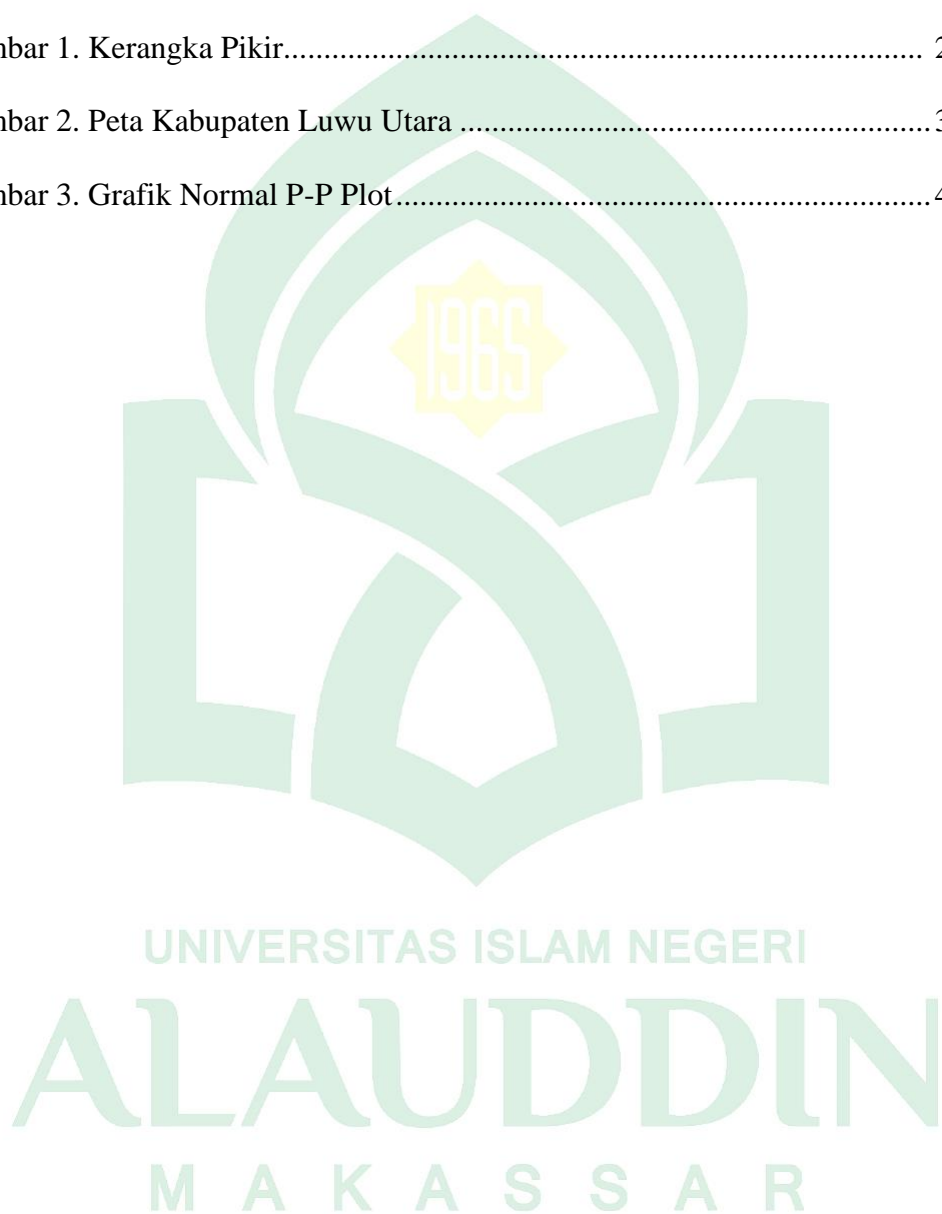 mbar 1. Kerangka Pikir............................................................................... 2
mbar 2. Peta Kabupaten Luwu Utara ..........................................................3
mbar 3. Grafik Normal P-P Plot..................................................................4
1965
UNIVERSITAS ISLAM NEGERI
ALAUDDIN
MAKASSAR